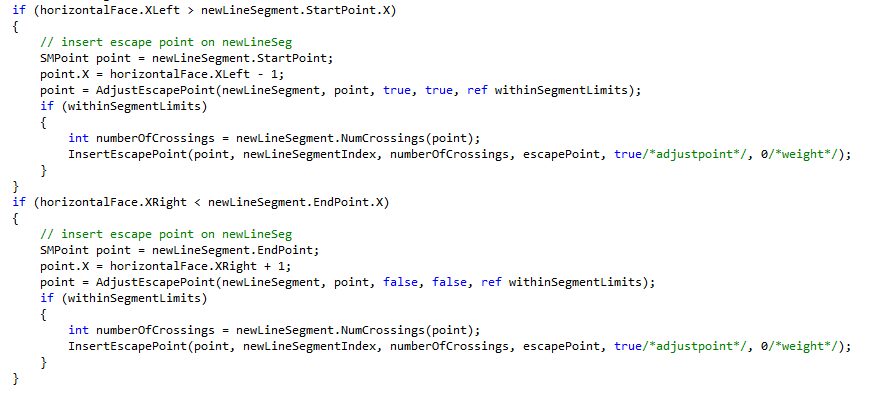 if (horizontalFace.XLeft > newLineSegment.StartPoint.X)
{
// insert escape point on newLineSeg
SMPoint point = newLineSegment.StartPoint;
point.X = horizontalFace.XLeft - 1;
point = AdjustEscapePoint(newLineSegment, point, true, true, ref withinSegmentLimits);
if (withinSegmentLimits)
{
int numberOfCrossings = newLineSegment.NumCrossings(point);
InsertEscapePoint(point, newLineSegmentIndex, numberOfCrossings, escapePoint, true/*adjustpoint*/, 0/*weight*/);
}
}
if (horizontalFace.XRight < newLineSegment.EndPoint.X)
{
// insert escape point on newLineSeg
SMPoint point = newLineSegment.EndPoint;
point.X = horizontalFace.XRight + 1;
point = AdjustEscapePoint(newLineSegment, point, false, false, ref withinSegmentLimits);
if (withinSegmentLimits)
{
int numberOfCrossings = newLineSegment.NumCrossings(point);
InsertEscapePoint(point, newLineSegmentIndex, numberOfCrossings, escapePoint, true/*adjustpoint*/, 0/*weight*/);
}
}